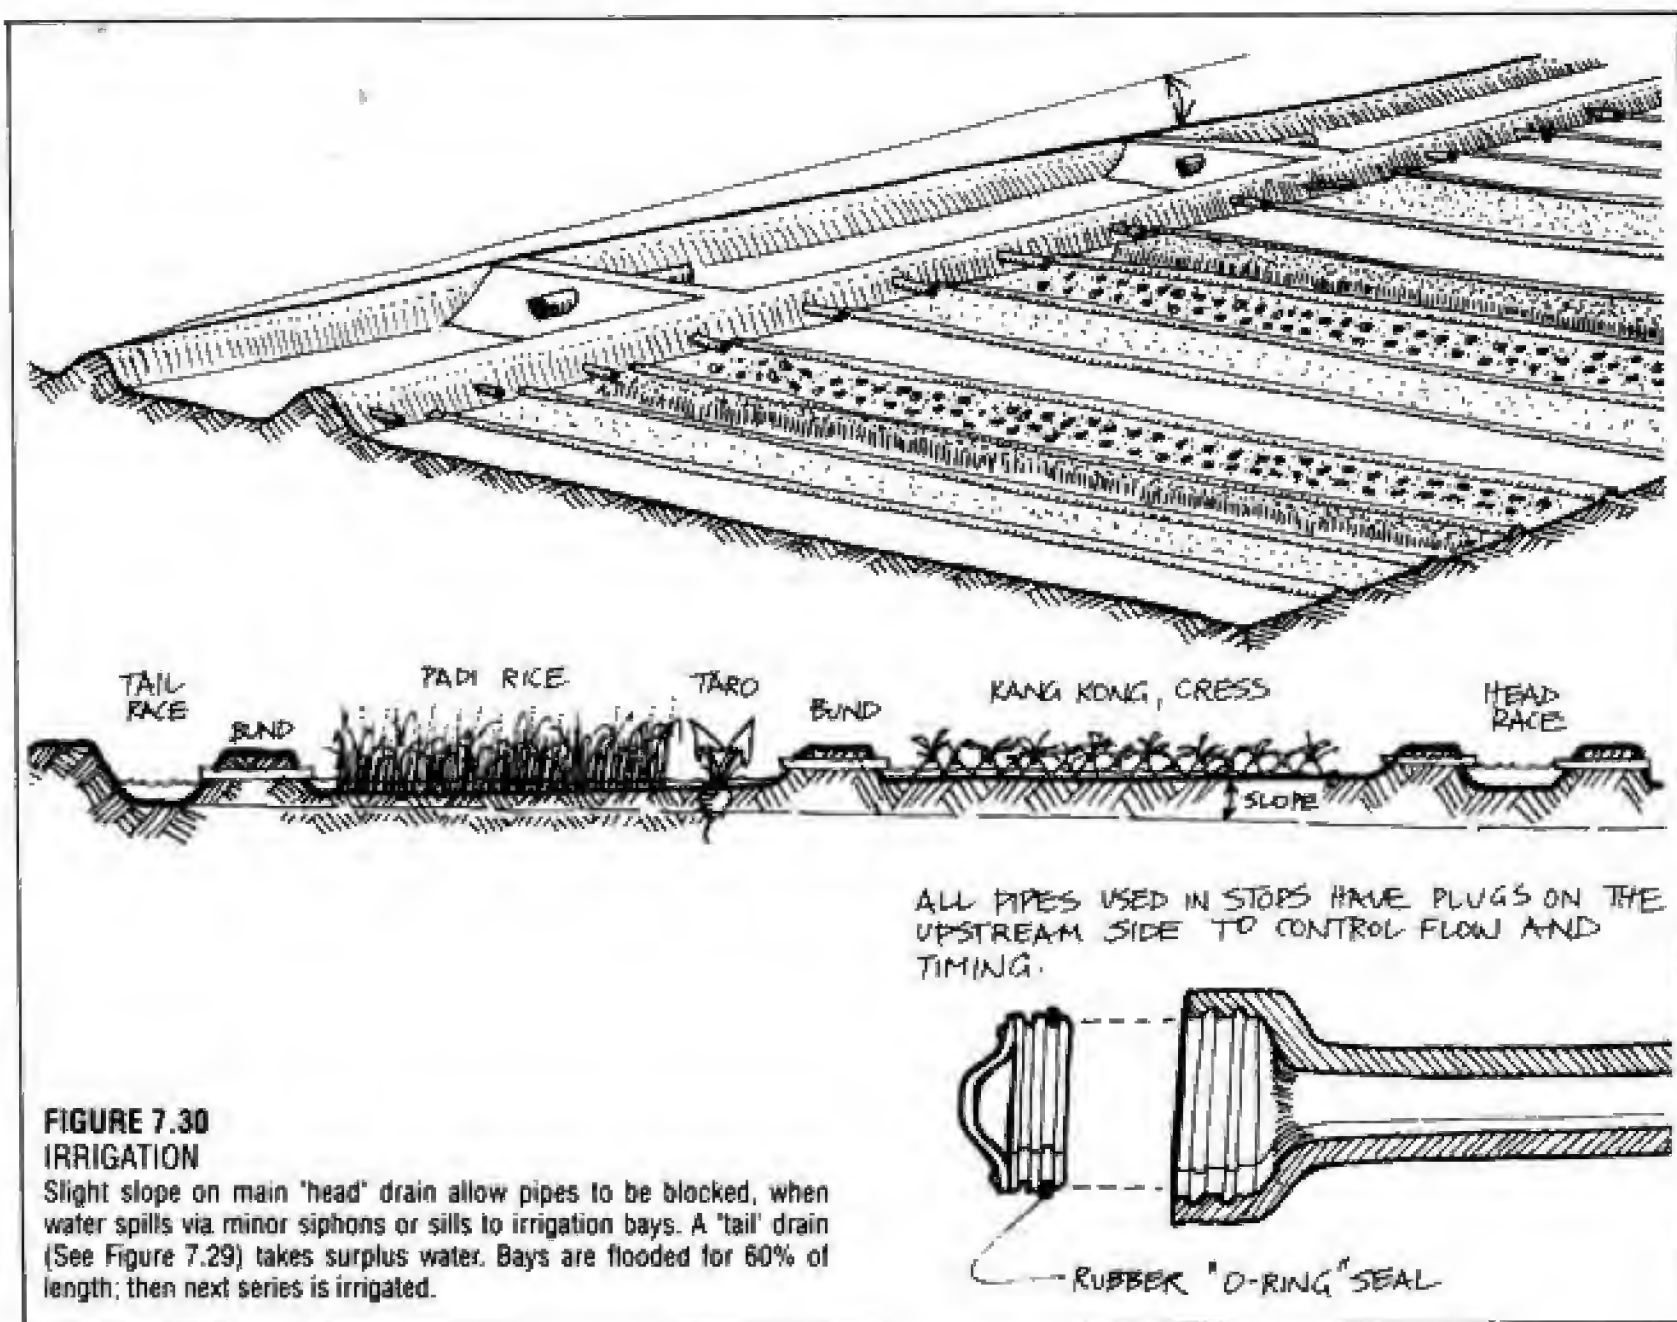 TAIL
RACE
BUND
PADI RICE
TARO
BUND
KANG KONG, CRESS
HEAD
RACE
SLOPE
ALL PIPES USED IN STOPS HAVE PLUGS ON THE
UPSTREAM SIDE TO CONTROL FLOW AND
TIMING.
RUBBER "O-RING" SEAL
FIGURE 7.30
IRRIGATION
Slight slope on main "head" drain allow pipes to be blocked, when
water spills via minor siphons or sills to irrigation bays. A "tail' drain
(See Figure 7.29) takes surplus water. Bays are flooded for 60% of
length; then next series is irrigated.